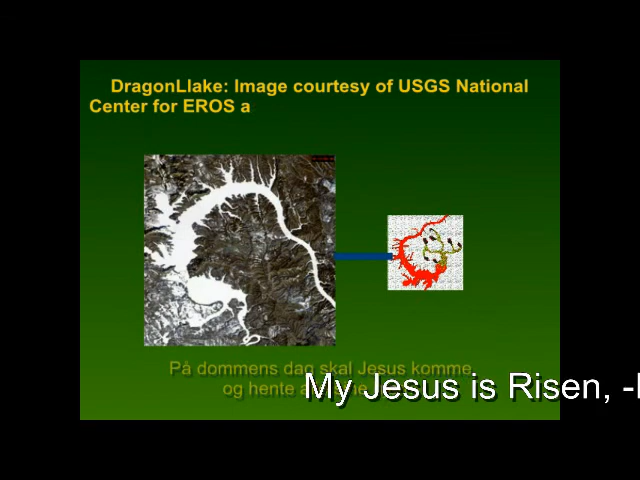 DragonLlake: Image courtesy of USGS National
Center for EROS a
På dommens dag skal Jesus komme,
og hente
My Jesus is Risen, -